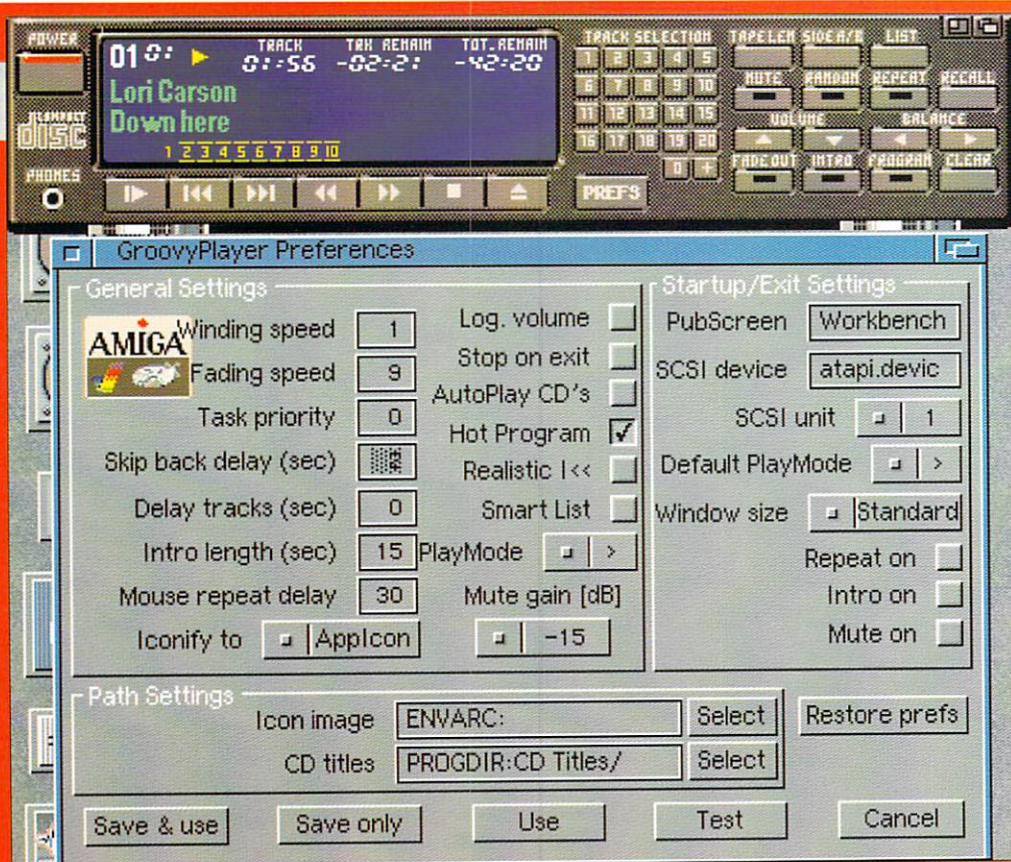 POWER
01 0:
TRACK
0:56
TRK REMAIN
-02:2:
TOT.REMAIN
-42:20
Lori Carson
Down here
1 2 3 4 5 6 7 8 9 10
COMPACT
disc
PHONES
PREFS
TRACK SELECTION
1 2 3 4 5
6 7 8 9 10
11 12 13 14 15
16 17 18 19 20
0 +
TAPELEN SIDE A/B LIST
MUTE RANDOM REPEAT RECALL
VOLUME BALANCE
FADE OUT INTRO PROGRAM CLEAR
GroovyPlayer Preferences
General Settings
AMIGA
Winding speed 1
Fading speed 9
Task priority 0
Skip back delay (sec)
Delay tracks (sec) 0
Intro length (sec) 15
Mouse repeat delay 30
Iconify to AppIcon
Log. volume
Stop on exit
AutoPlay CD's
Hot Program
Realistic I<<
Smart List
PlayMode >
Mute gain [dB]
-15
Startup/Exit Settings
PubScreen Workbench
SCSI device atapi.devic
SCSI unit 1
Default PlayMode >
Window size Standard
Repeat on
Intro on
Mute on
Path Settings
Icon image ENVARC: Select
CD titles PROGDIR:CD Titles/ Select
Restore prefs
Save & use Save only Use Test Cancel